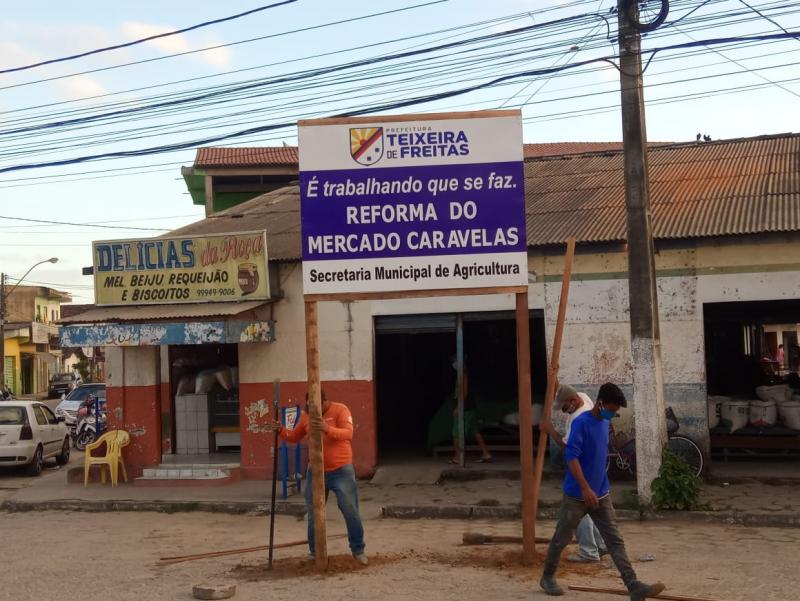 PREFEITURA
TEIXEIRA
DE FREITAS
É trabalhando que se faz.
REFORMA DO
MERCADO CARAVELAS
Secretaria Municipal de Agricultura
DELÍCIAS da Roça
MEL BEIJU REQUEIJÃO
E BISCOITOS 99949-9006